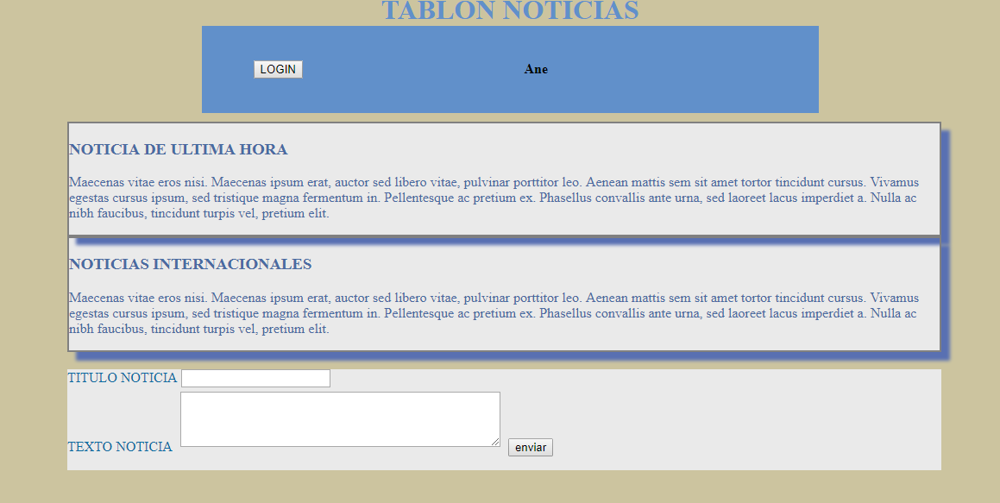 TABLON NOTICIAS
LOGIN Ane
NOTICIA DE ULTIMA HORA
Maecenas vitae eros nisi. Maecenas ipsum erat, auctor sed libero vitae, pulvinar porttitor leo. Aenean mattis sem sit amet tortor tincidunt cursus. Vivamus
egestas cursus ipsum, sed tristique magna fermentum in. Pellentesque ac pretium ex. Phasellus convallis ante urna, sed laoreet lacus imperdiet a. Nulla ac
nibh faucibus, tincidunt turpis vel, pretium elit.
NOTICIAS INTERNACIONALES
Maecenas vitae eros nisi. Maecenas ipsum erat, auctor sed libero vitae, pulvinar porttitor leo. Aenean mattis sem sit amet tortor tincidunt cursus. Vivamus
egestas cursus ipsum, sed tristique magna fermentum in. Pellentesque ac pretium ex. Phasellus convallis ante urna, sed laoreet lacus imperdiet a. Nulla ac
nibh faucibus, tincidunt turpis vel, pretium elit.
TITULO NOTICIA
TEXTO NOTICIA enviar